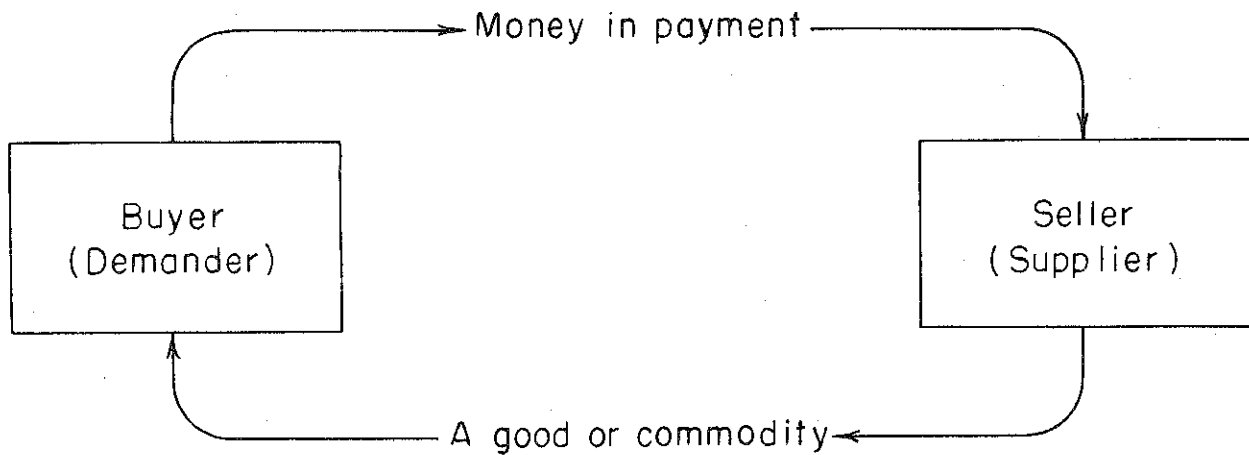 Money in payment
Buyer
(Demander)
Seller
(Supplier)
A good or commodity